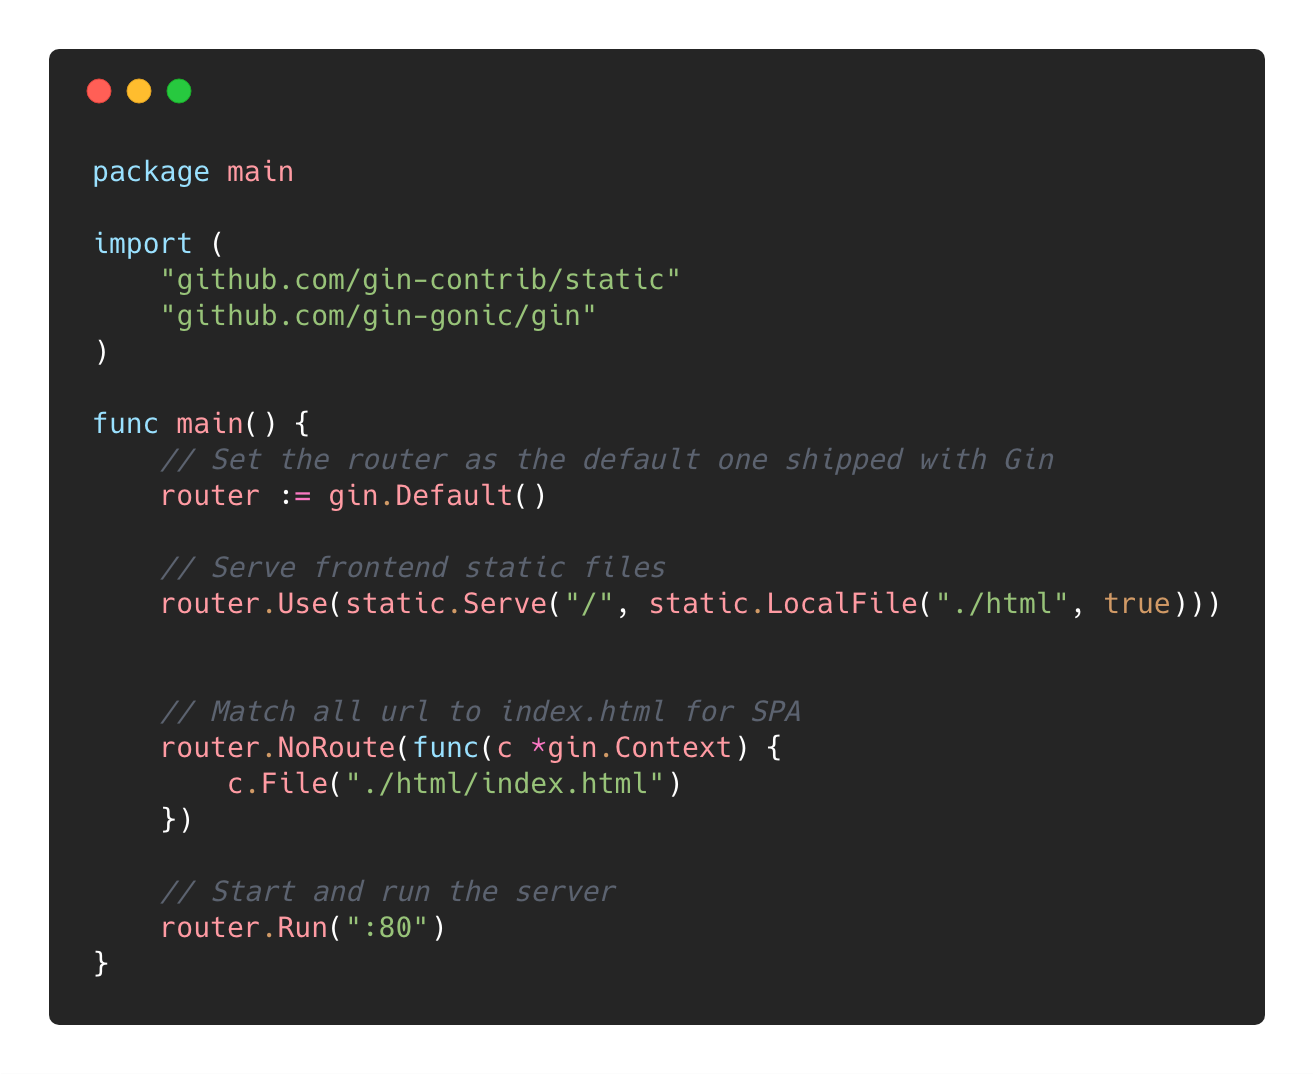 package main
import (
    "github.com/gin-contrib/static"
    "github.com/gin-gonic/gin"
)
func main() {
    // Set the router as the default one shipped with Gin
    router := gin.Default()
    // Serve frontend static files
    router.Use(static.Serve("/", static.LocalFile("./html", true)))
    // Match all url to index.html for SPA
    router.NoRoute(func(c *gin.Context) {
        c.File("./html/index.html")
    })
    // Start and run the server
    router.Run(":80")
}